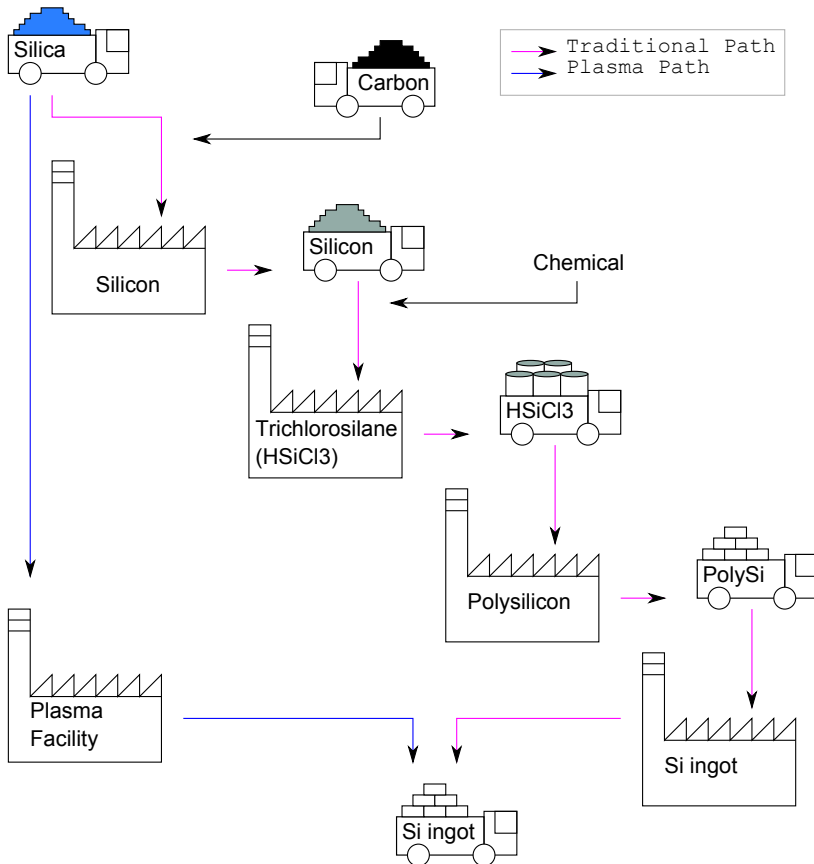 Silica
Carbon
Traditional Path
Plasma Path
Silicon
Silicon
Chemical
Trichlorosilane
(HSiCl3)
HSiCl3
Polysilicon
PolySi
Plasma
Facility
Si ingot
Si ingot